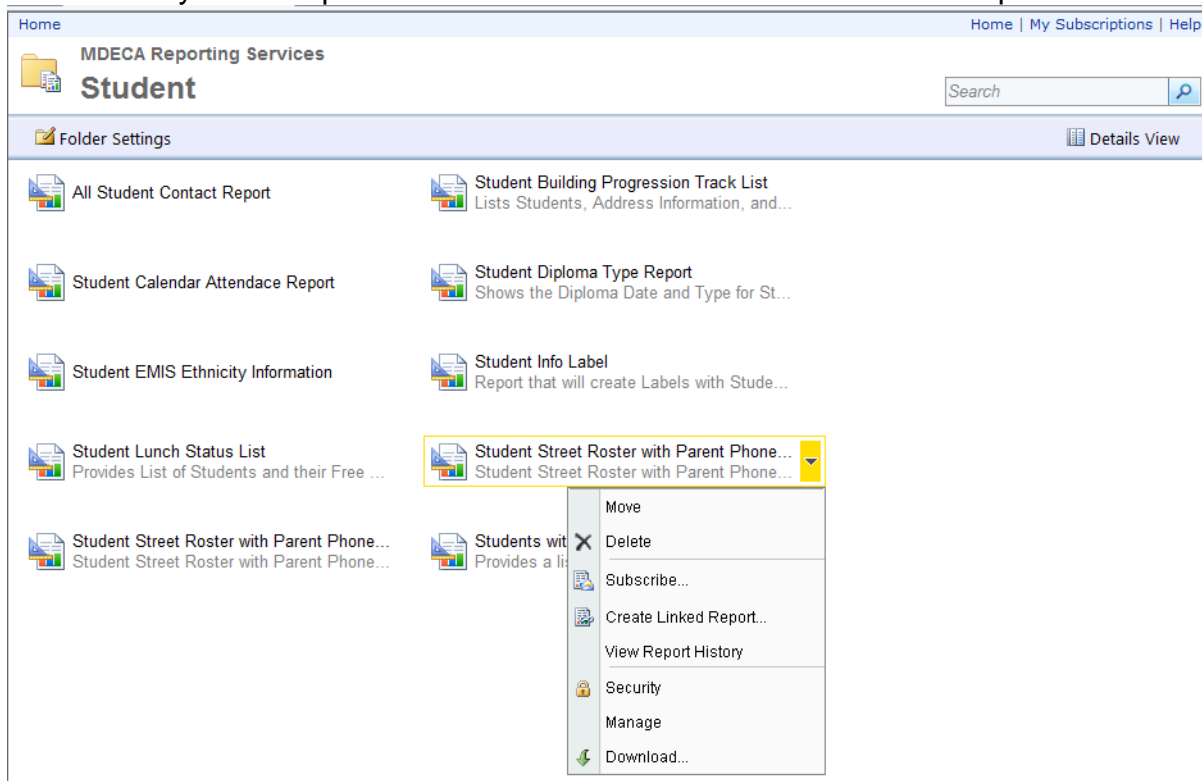 Home
Home | My Subscriptions | Help
MDECA Reporting Services
Student
Search
Folder Settings
Details View
All Student Contact Report
Student Building Progression Track List
Lists Students, Address Information, and...
Student Calendar Attendace Report
Student Diploma Type Report
Shows the Diploma Date and Type for St...
Student EMIS Ethnicity Information
Student Info Label
Report that will create Labels with Stude...
Student Lunch Status List
Provides List of Students and their Free ...
Student Street Roster with Parent Phone...
Student Street Roster with Parent Phone...
Student Street Roster with Parent Phone...
Student Street Roster with Parent Phone...
Students wit
Provides a li
Move
Delete
Subscribe...
Create Linked Report...
View Report History
Security
Manage
Download...